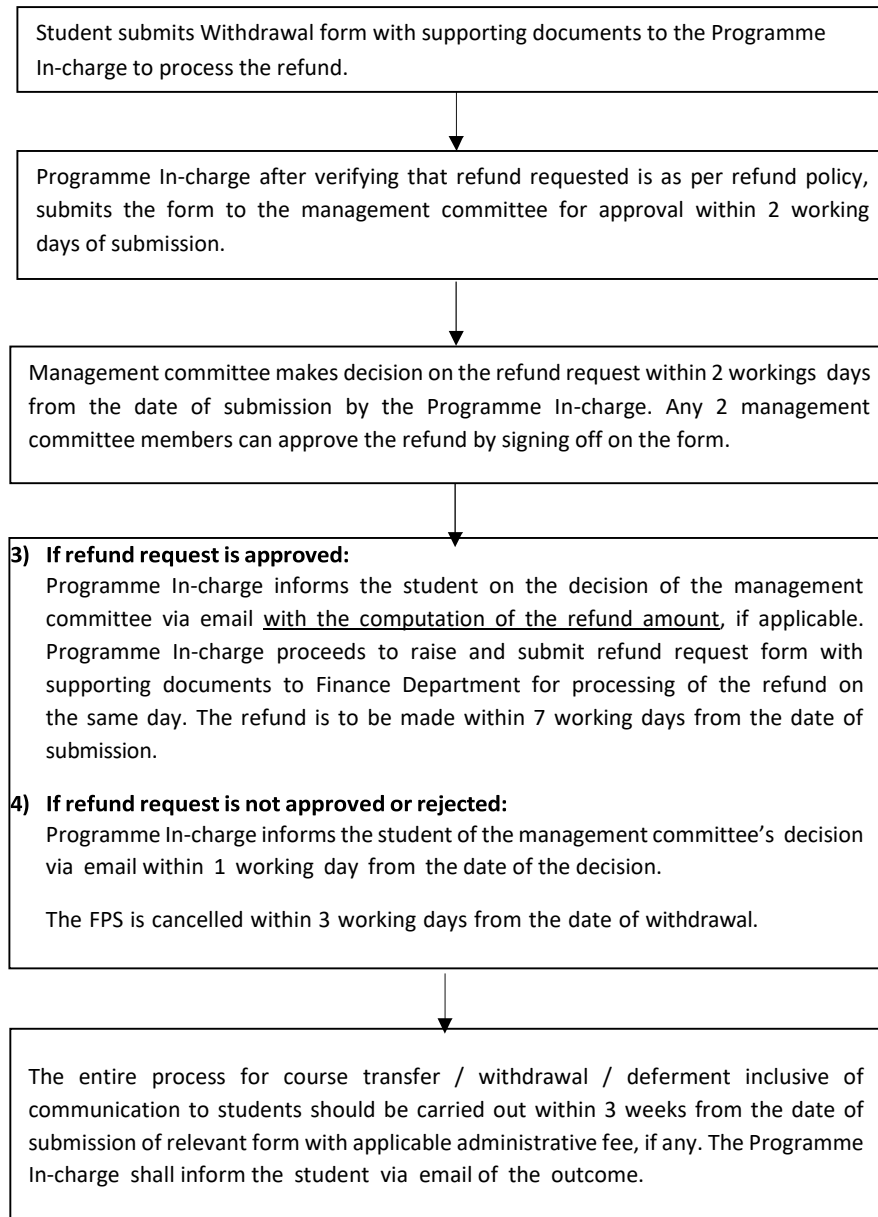 Student submits Withdrawal form with supporting documents to the Programme
In-charge to process the refund.
Programme In-charge after verifying that refund requested is as per refund policy,
submits the form to the management committee for approval within 2 working
days of submission.
Management committee makes decision on the refund request within 2 workings days
from the date of submission by the Programme In-charge. Any 2 management
committee members can approve the refund by signing off on the form.
3) If refund request is approved:
Programme In-charge informs the student on the decision of the management
committee via email with the computation of the refund amount, if applicable.
Programme In-charge proceeds to raise and submit refund request form with
supporting documents to Finance Department for processing of the refund on
the same day. The refund is to be made within 7 working days from the date of
submission.
4) If refund request is not approved or rejected:
Programme In-charge informs the student of the management committee’s decision
via email within 1 working day from the date of the decision.
The FPS is cancelled within 3 working days from the date of withdrawal.
The entire process for course transfer / withdrawal / deferment inclusive of
communication to students should be carried out within 3 weeks from the date of
submission of relevant form with applicable administrative fee, if any. The Programme
In-charge shall inform the student via email of the outcome.